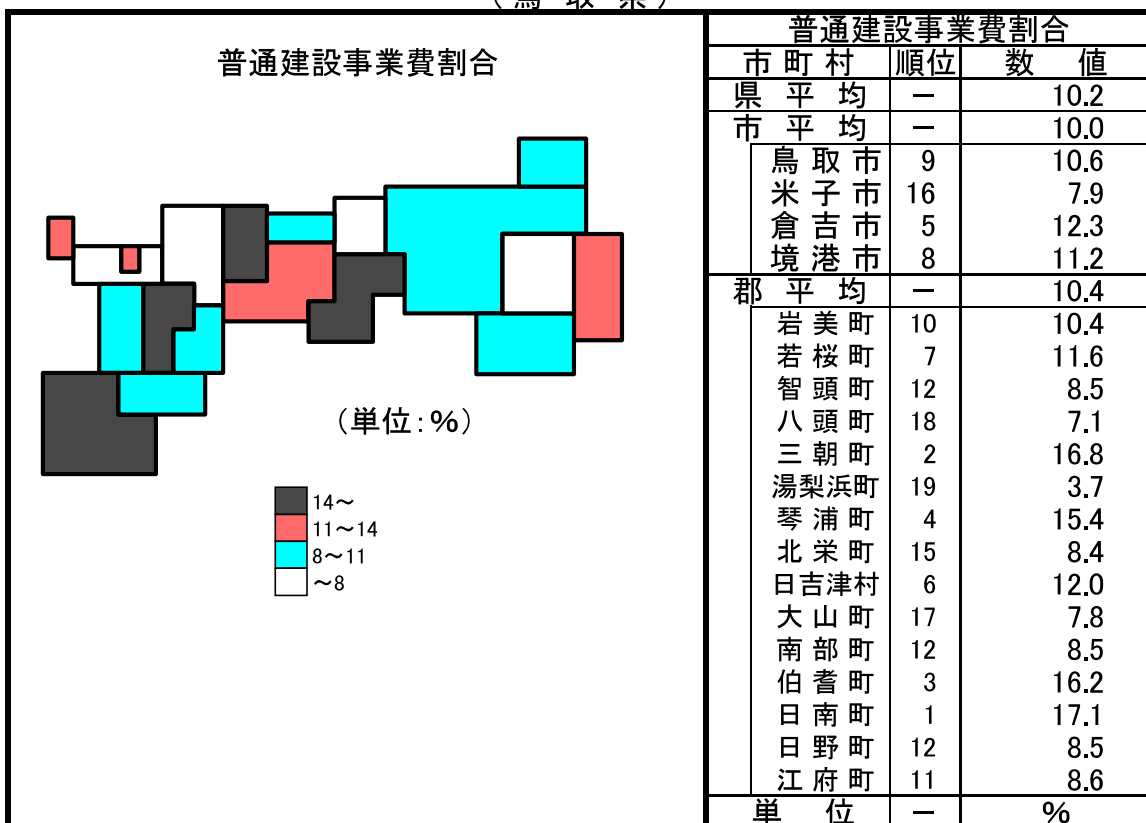 (鳥取県)
普通建設事業費割合
(単位:%)
14~
11~14
8~11
~8
普通建設事業費割合
市町村 順位 数値
県平均 - 10.2
市平均 - 10.0
鳥取市 9 10.6
米子市 16 7.9
倉吉市 5 12.3
境港市 8 11.2
郡平均 - 10.4
岩美町 10 10.4
若桜町 7 11.6
智頭町 12 8.5
八頭町 18 7.1
三朝町 2 16.8
湯梨浜町 19 3.7
琴浦町 4 15.4
北栄町 15 8.4
日吉津村 6 12.0
大山町 17 7.8
南部町 12 8.5
伯耆町 3 16.2
日南町 1 17.1
日野町 12 8.5
江府町 11 8.6
単位 - %